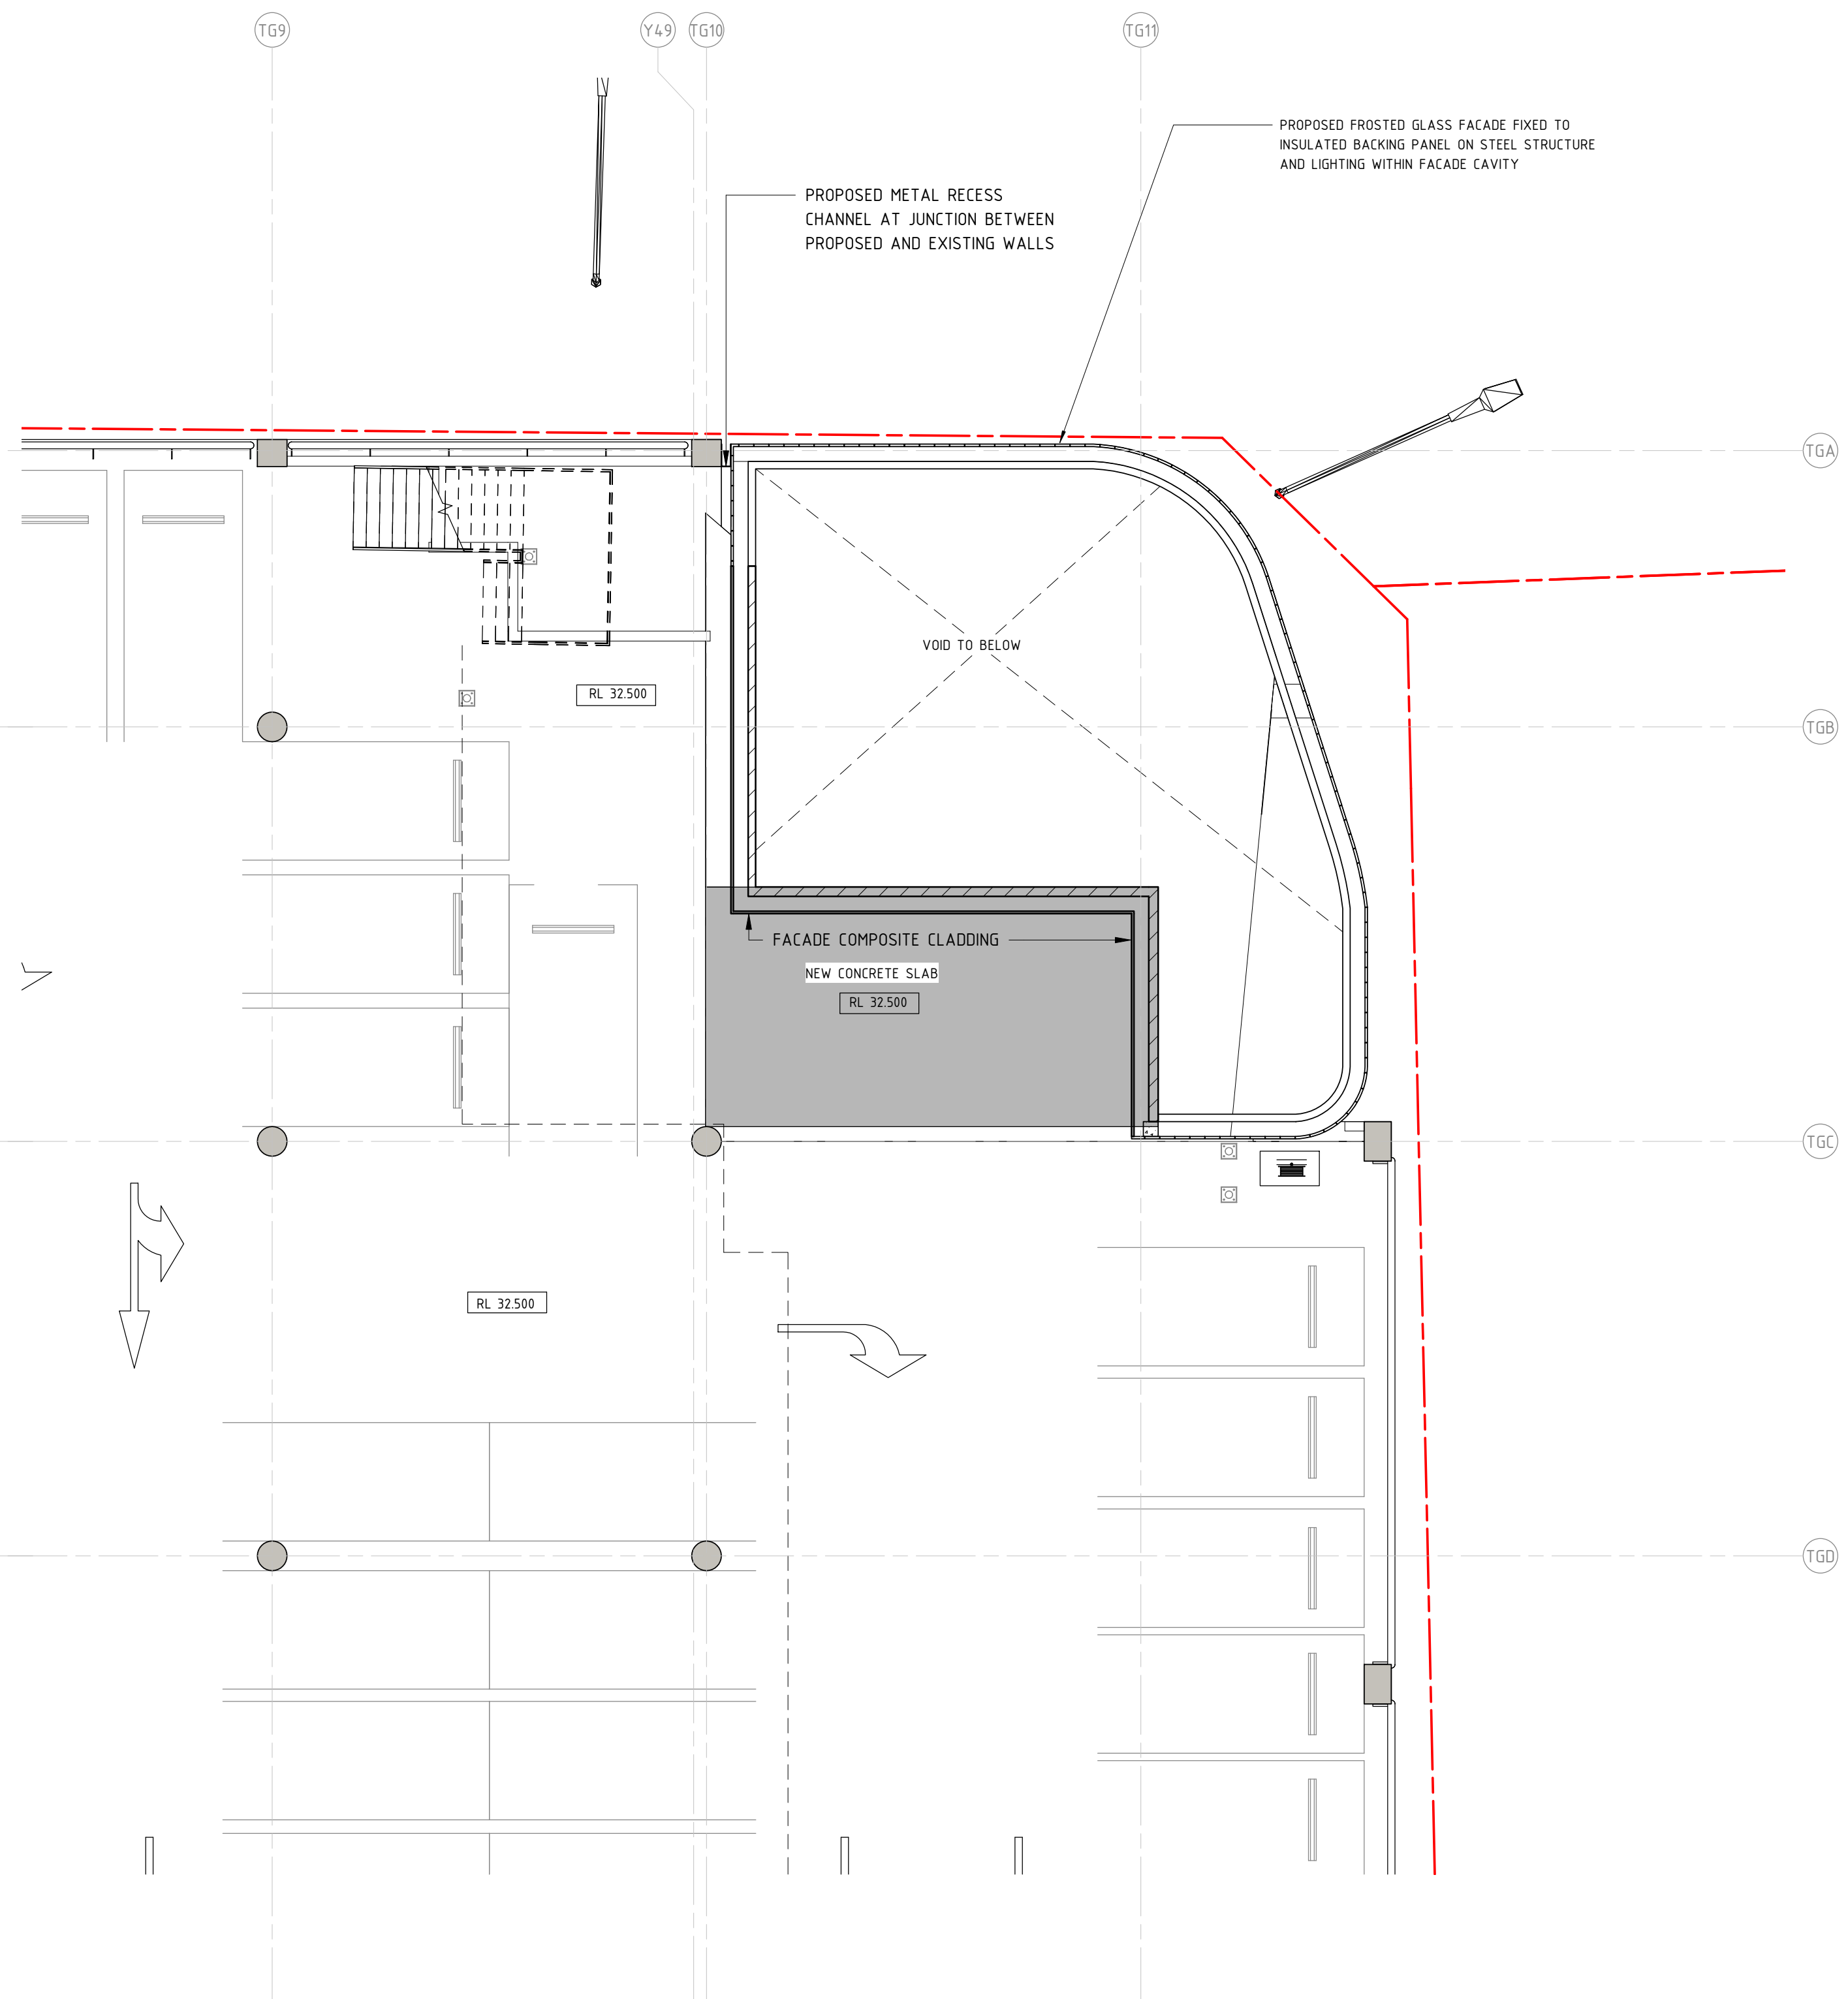 TG9
Y49
TG10
TG11
PROPOSED FROSTED GLASS FACADE FIXED TO
INSULATED BACKING PANEL ON STEEL STRUCTURE
AND LIGHTING WITHIN FACADE CAVITY
PROPOSED METAL RECESS
CHANNEL AT JUNCTION BETWEEN
PROPOSED AND EXISTING WALLS
TGA
VOID TO BELOW
RL 32.500
TGB
FACADE COMPOSITE CLADDING
NEW CONCRETE SLAB
RL 32.500
TGC
RL 32.500
TGD